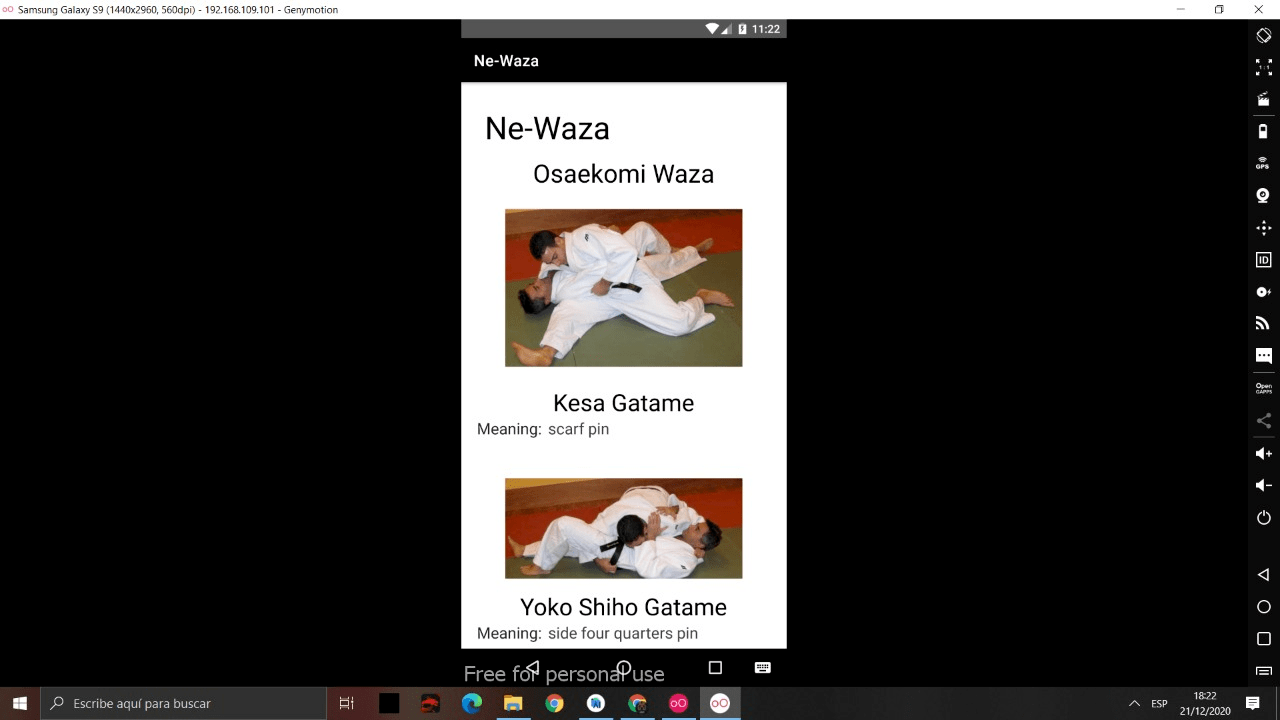 Samsung Galaxy S9 (1440x2960, 560dpi) - 192.168.109.101 - Genymotion
11:22
Ne-Waza
Ne-Waza
Osaekomi Waza
Kesa Gatame
Meaning: scarf pin
Yoko Shiho Gatame
Meaning: side four quarters pin
Free for personal use
1:1
GPS
ID
Open
GAPPS
Escribe aquí para buscar
ESP
18:22
21/12/2020